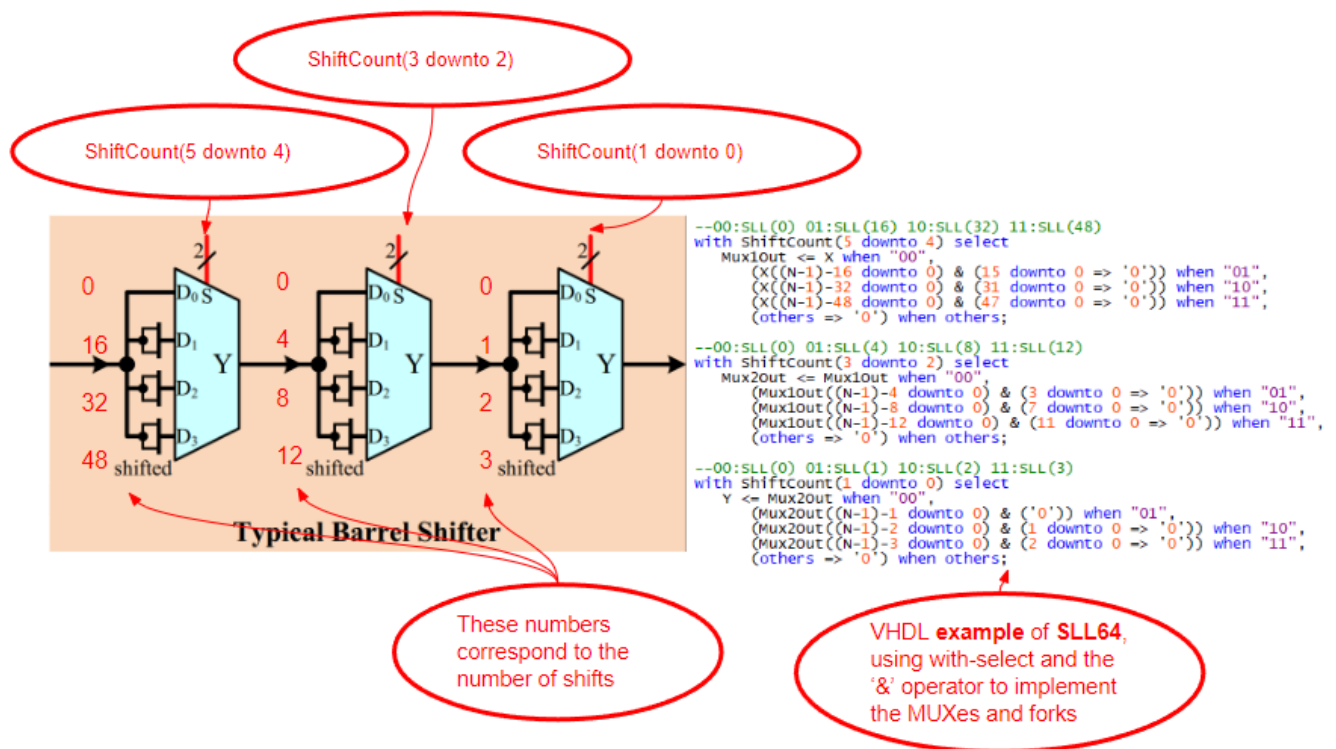 ShiftCount(3 downto 2)
ShiftCount(5 downto 4)
ShiftCount(1 downto 0)
2
0
16
32
48
D0 S
D1
D2
D3
Y
shifted
2
0
4
8
12
D0 S
D1
D2
D3
Y
shifted
2
0
1
2
3
D0 S
D1
D2
D3
Y
shifted
Typical Barrel Shifter
--00:SLL(0) 01:SLL(16) 10:SLL(32) 11:SLL(48)
with ShiftCount(5 downto 4) select
Mux1Out <= X when "00",
(X((N-1)-16 downto 0) & (15 downto 0 => '0')) when "01",
(X((N-1)-32 downto 0) & (31 downto 0 => '0')) when "10",
(X((N-1)-48 downto 0) & (47 downto 0 => '0')) when "11",
(others => '0') when others;
--00:SLL(0) 01:SLL(4) 10:SLL(8) 11:SLL(12)
with ShiftCount(3 downto 2) select
Mux2Out <= Mux1Out when "00",
(Mux1Out((N-1)-4 downto 0) & (3 downto 0 => '0')) when "01",
(Mux1Out((N-1)-8 downto 0) & (7 downto 0 => '0')) when "10",
(Mux1Out((N-1)-12 downto 0) & (11 downto 0 => '0')) when "11",
(others => '0') when others;
--00:SLL(0) 01:SLL(1) 10:SLL(2) 11:SLL(3)
with ShiftCount(1 downto 0) select
Y <= Mux2Out when "00",
(Mux2Out((N-1)-1 downto 0) & ('0')) when "01",
(Mux2Out((N-1)-2 downto 0) & (1 downto 0 => '0')) when "10",
(Mux2Out((N-1)-3 downto 0) & (2 downto 0 => '0')) when "11",
(others => '0') when others;
These numbers
correspond to the
number of shifts
VHDL example of SLL64,
using with-select and the
‘&’ operator to implement
the MUXes and forks